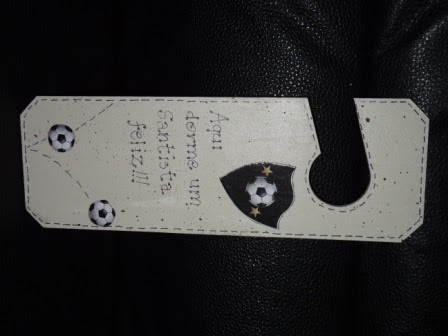 Aqui
dorme um
Santista
feliz!!!